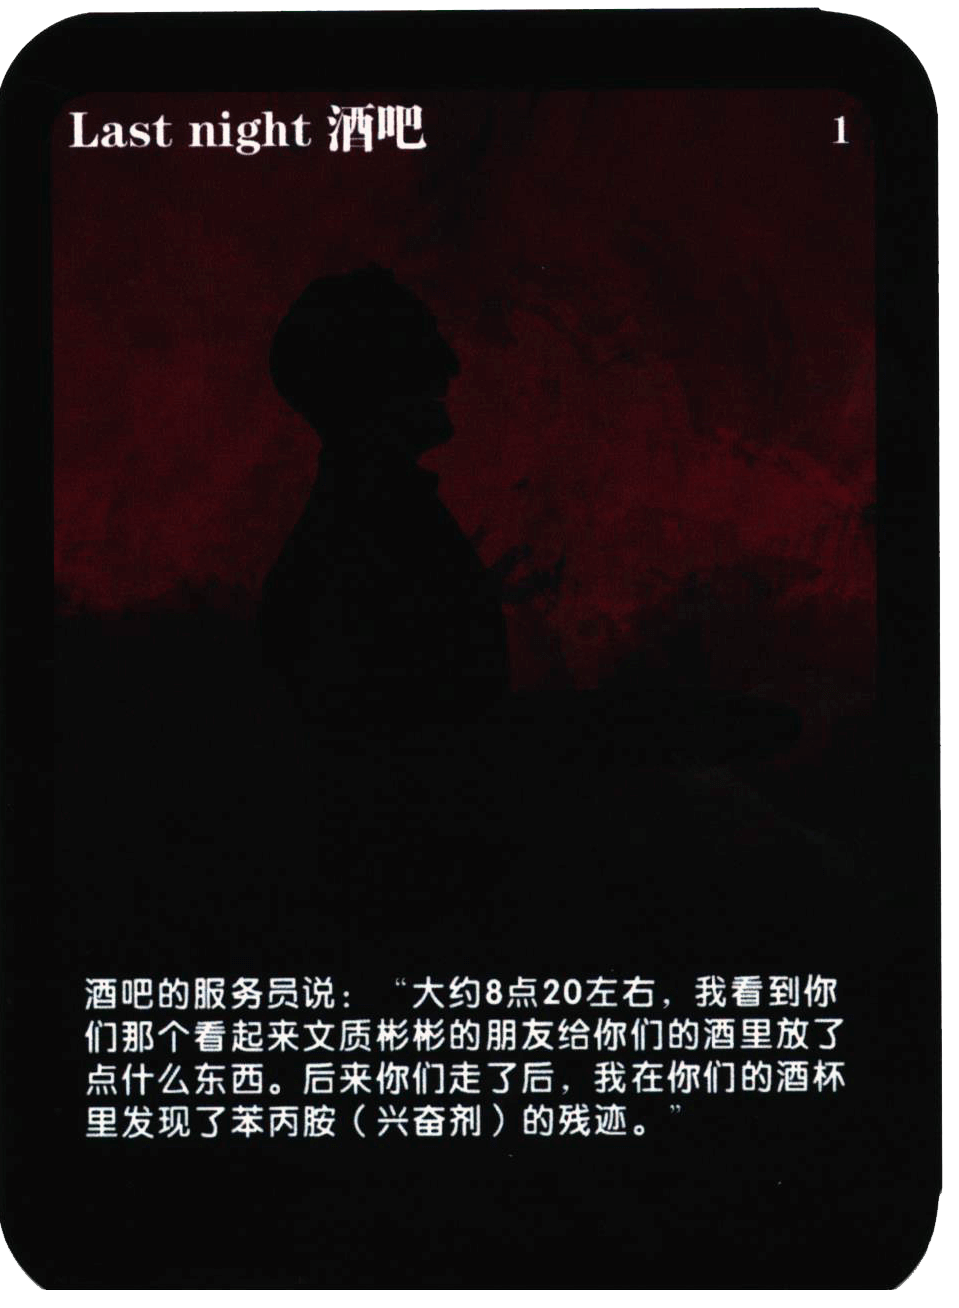 Last night 酒吧
1
酒吧的服务员说：“大约8点20左右，我看到你
们那个看起来文质彬彬的朋友给你们的酒里放了
点什么东西。后来你们走了后，我在你们的酒杯
里发现了苯丙胺（兴奋剂）的残迹。”